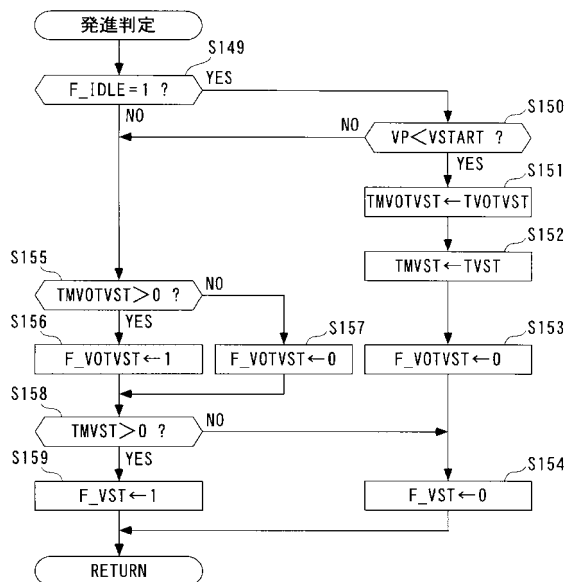 発進判定
S149
F_IDLE=1 ?
YES
NO
S150
VP<VSTART ?
NO
YES
S151
TMVOTVST←TVOTVST
S152
TMVST←TVST
S155
TMVOTVST>0 ?
NO
YES
S156
F_VOTVST←1
S157
F_VOTVST←0
S153
F_VOTVST←0
S158
TMVST>0 ?
NO
YES
S159
F_VST←1
S154
F_VST←0
RETURN